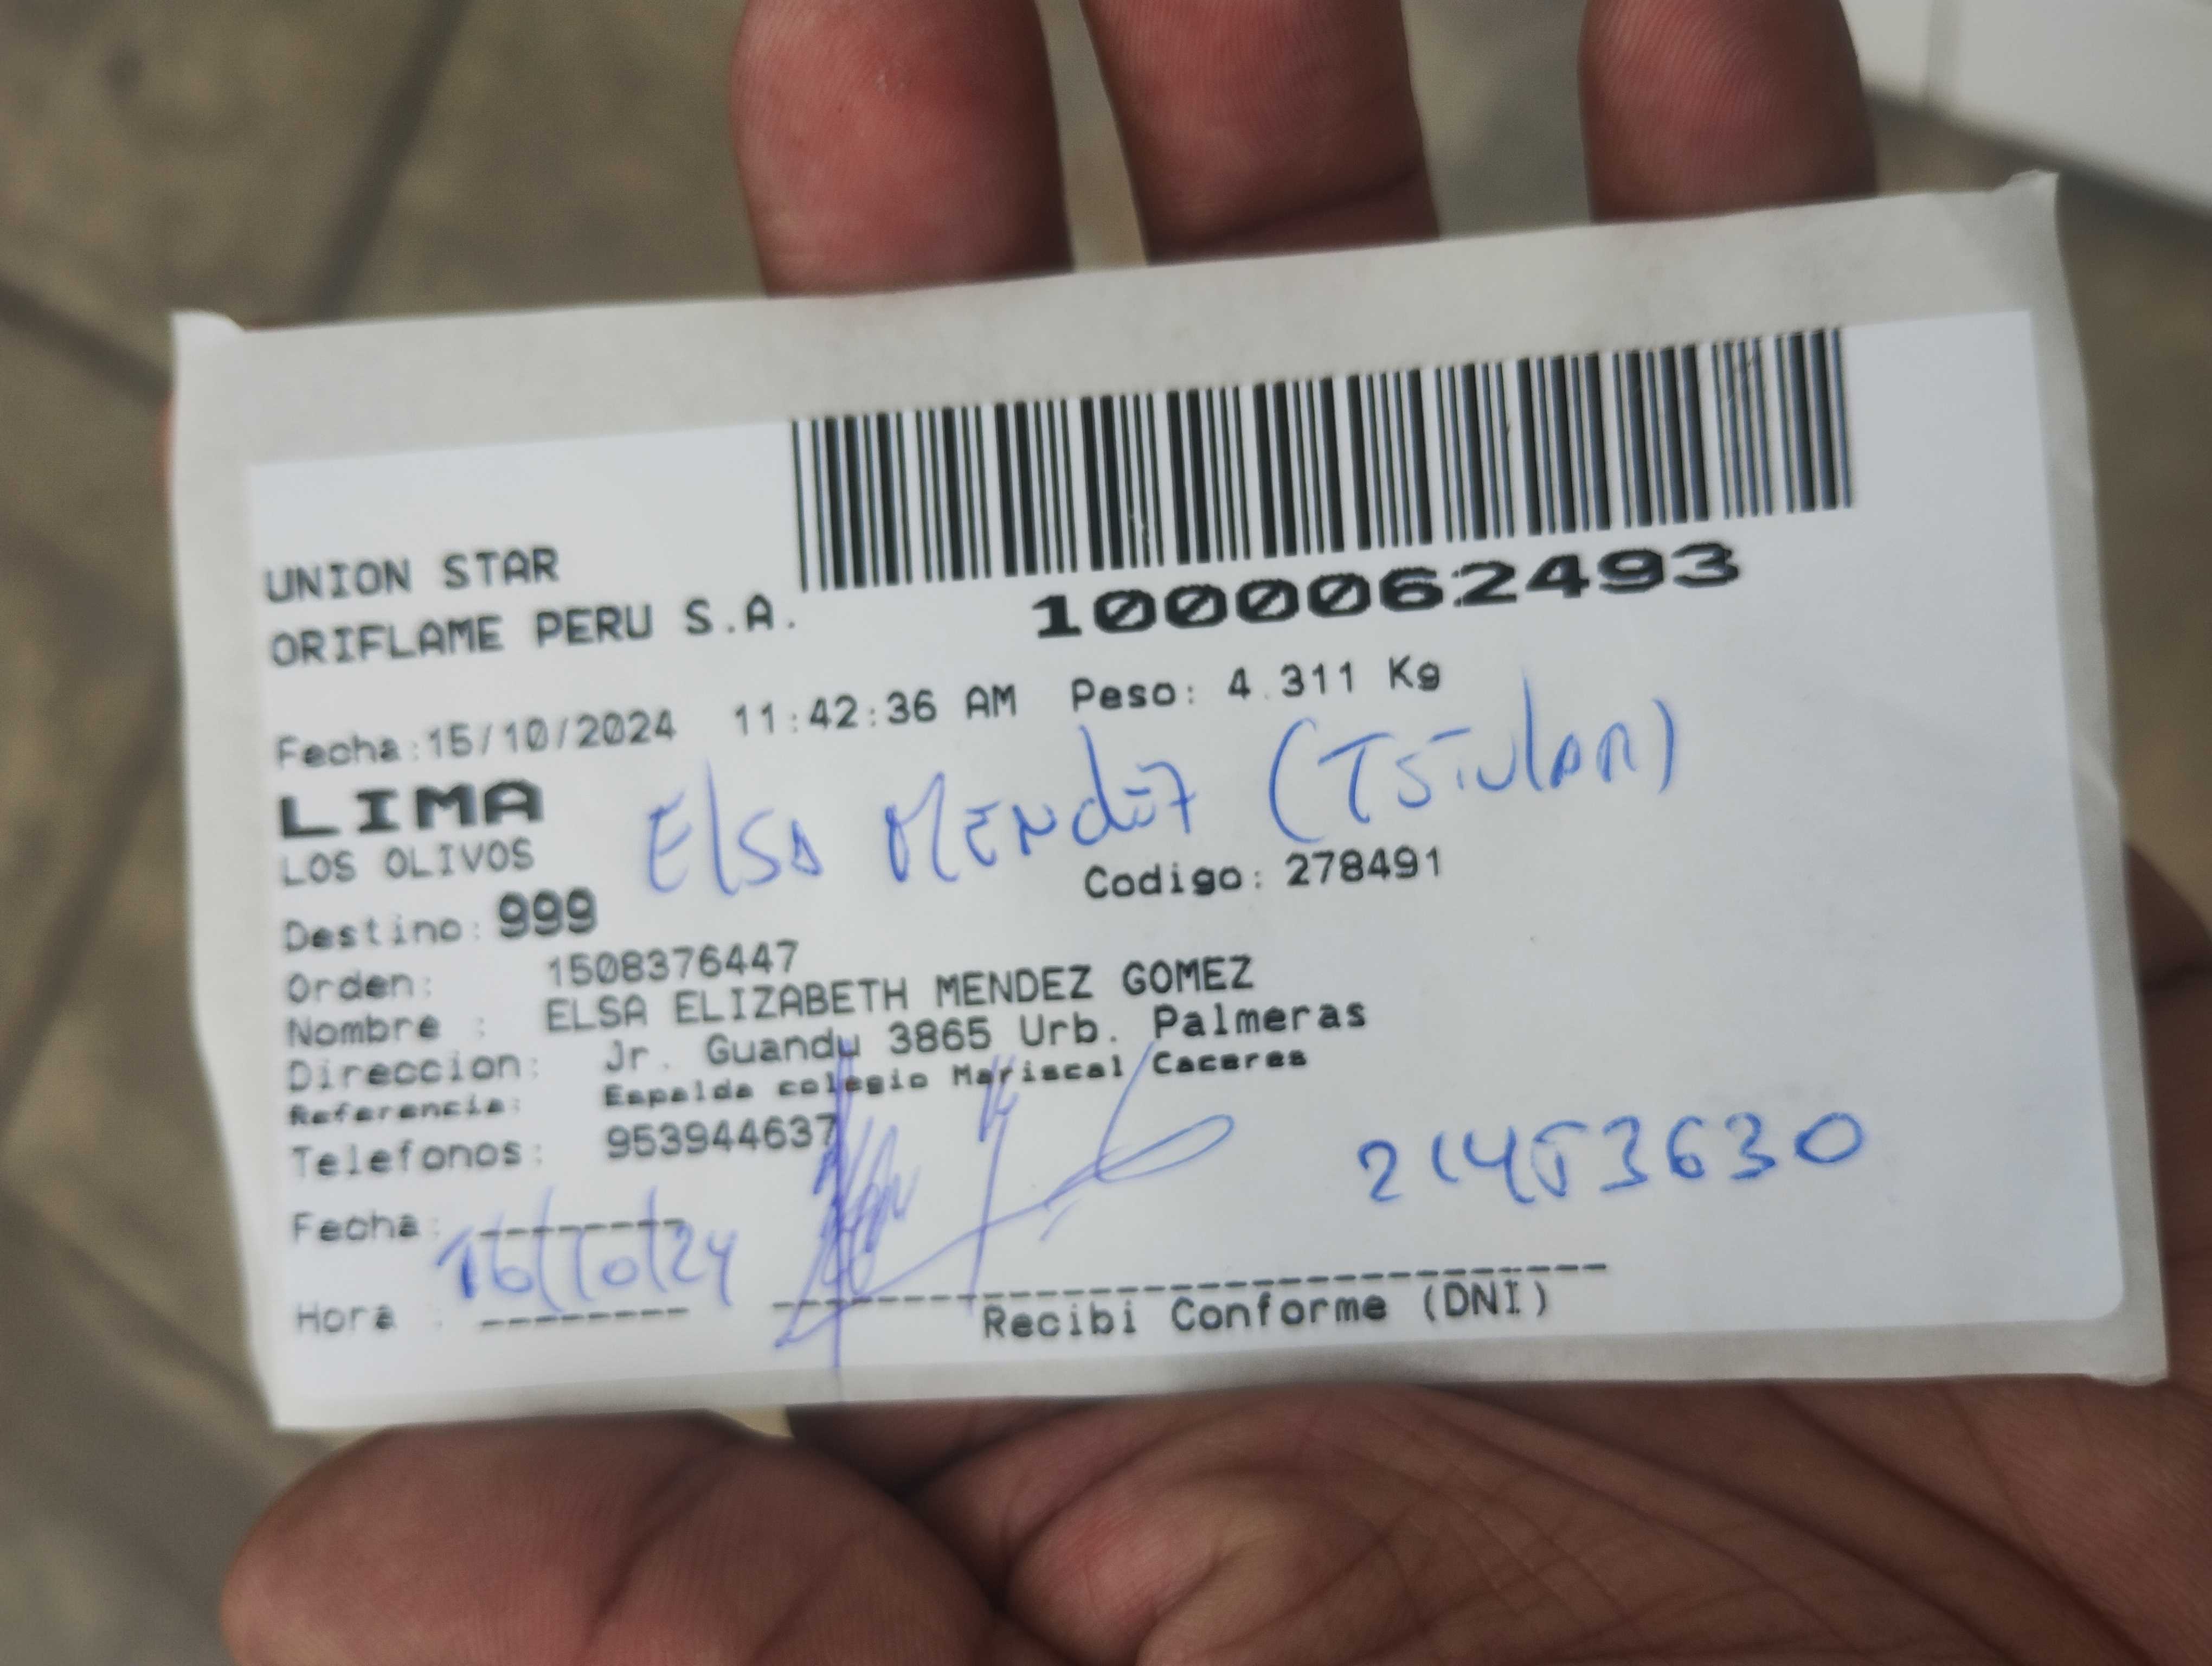 UNION STAR
ORIFLAME PERU S.A.
1000062493
Fecha:15/10/2024 11:42:36 AM Peso: 4.311 Kg
LIMA
Elsa Mendez (Titular)
LOS OLIVOS
Destino: 999 Codigo: 278491
Orden: 1508376447
Nombre : ELSA ELIZABETH MENDEZ GOMEZ
Direccion: Jr. Guandu 3865 Urb. Palmeras
Referencia: Espalda colegio Mariscal Caceres
Telefonos: 953944637
21453630
Fecha: 16/10/24
Hora :
Recibi Conforme (DNI)